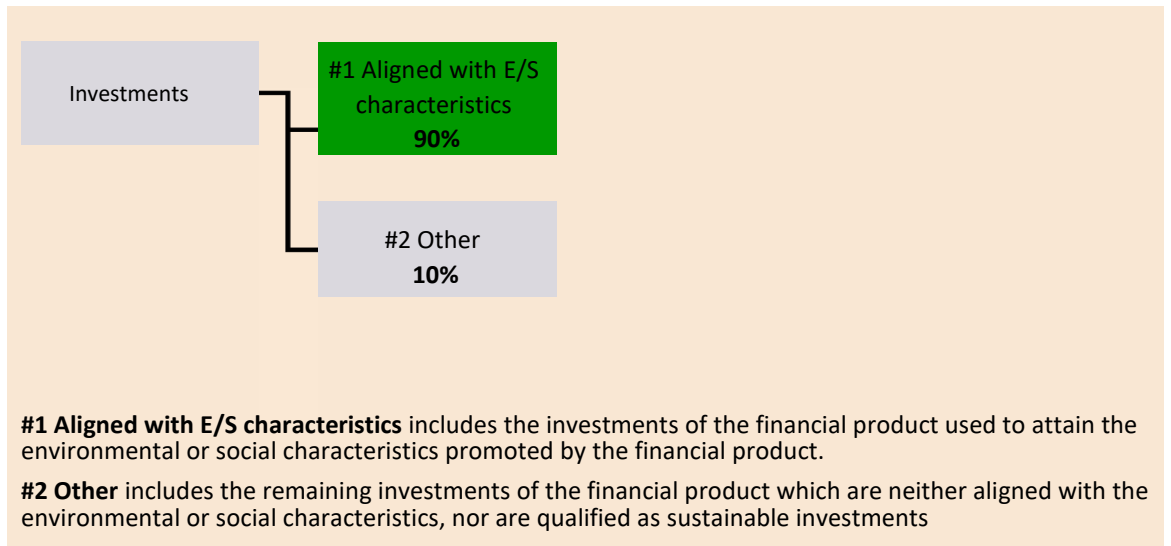 Investments
#1 Aligned with E/S
characteristics
90%
#2 Other
10%
#1 Aligned with E/S characteristics includes the investments of the financial product used to attain the
environmental or social characteristics promoted by the financial product.
#2 Other includes the remaining investments of the financial product which are neither aligned with the
environmental or social characteristics, nor are qualified as sustainable investments